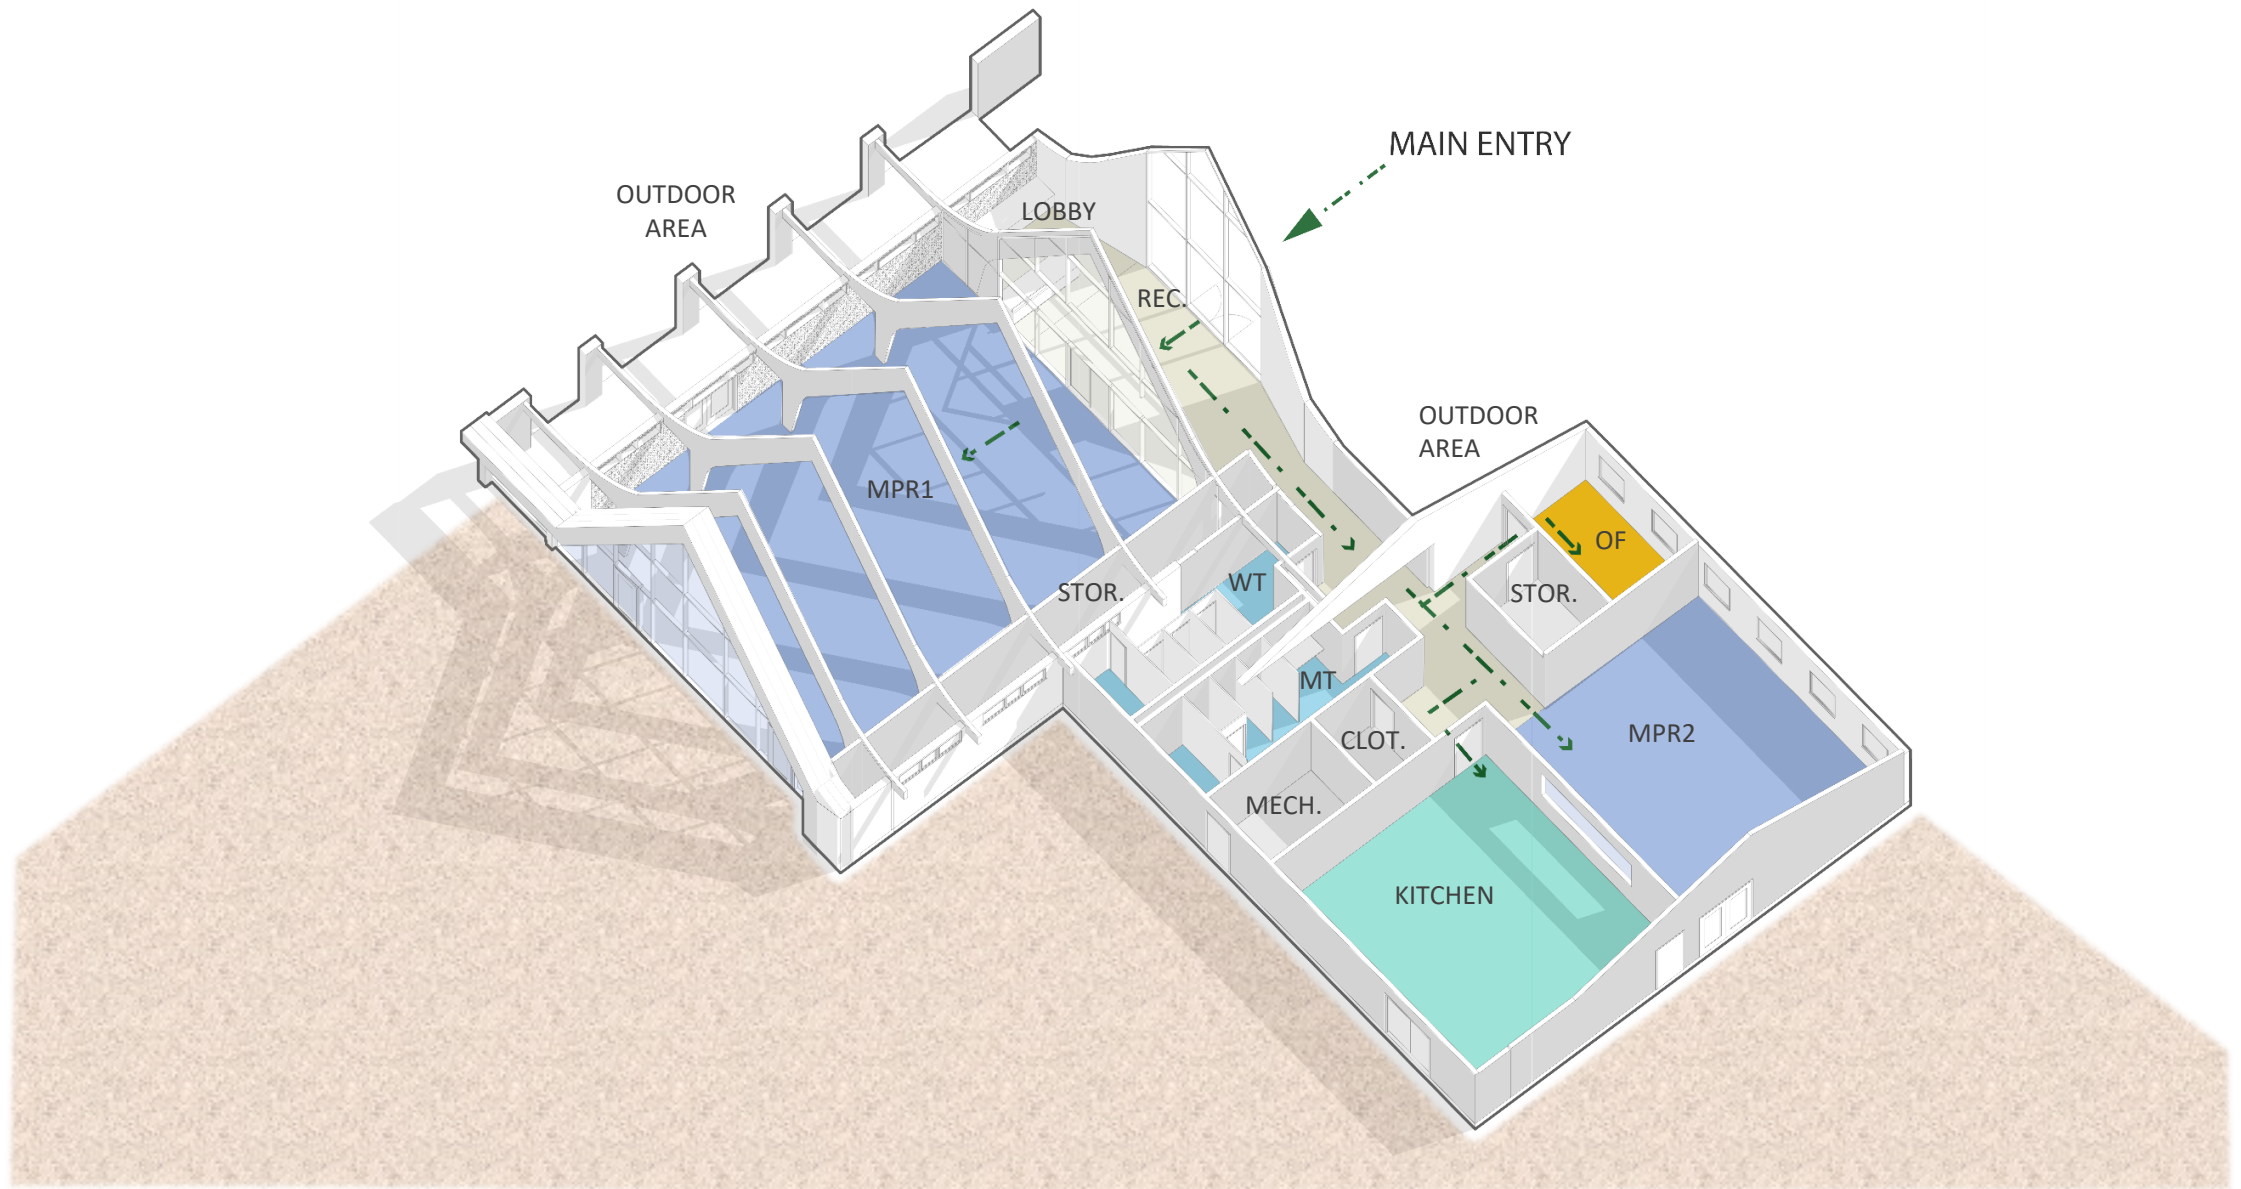 MAIN ENTRY
OUTDOOR
AREA
LOBBY
REC.
OUTDOOR
AREA
MPR1
OF
STOR.
WT
STOR.
MT
CLOT.
MPR2
MECH.
KITCHEN